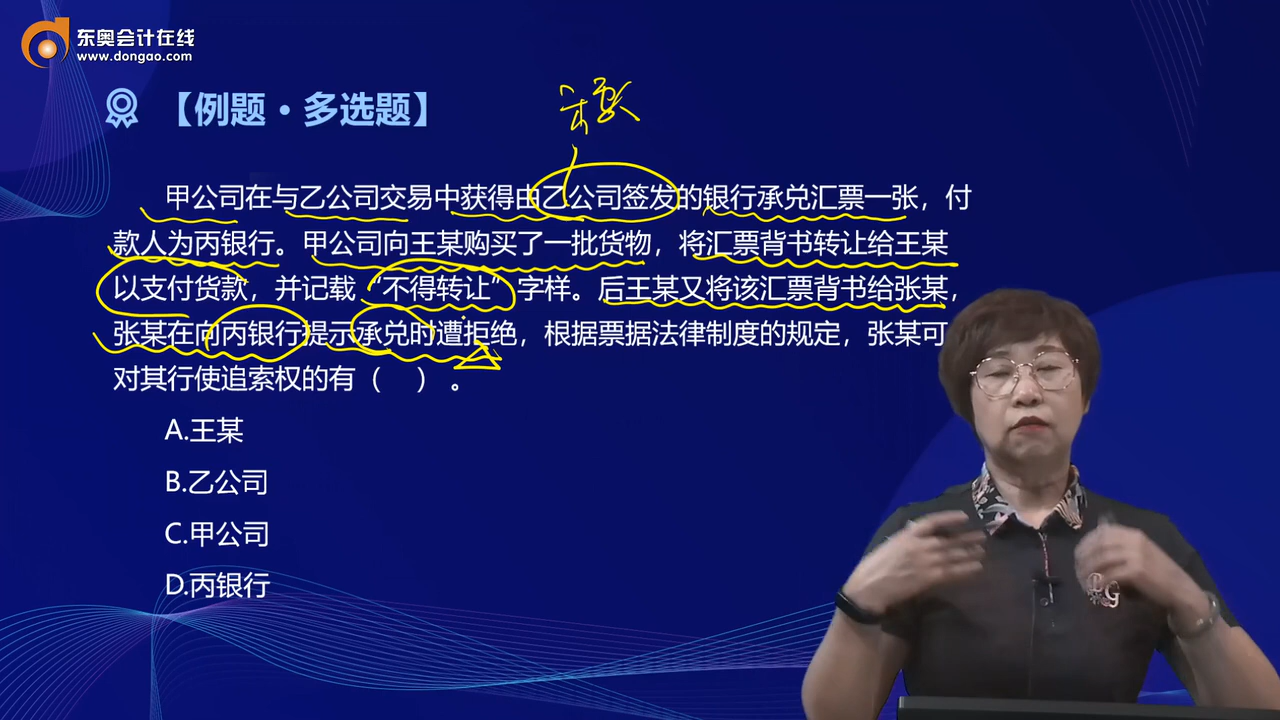 东奥会计在线
www.dongao.com
【例题·多选题】
甲公司在与乙公司交易中获得由乙公司签发的银行承兑汇票一张，付
款人为丙银行。甲公司向王某购买了一批货物，将汇票背书转让给王某
以支付货款，并记载“不得转让”字样。后王某又将该汇票背书给张某，
张某在向丙银行提示承兑时遭拒绝，根据票据法律制度的规定，张某可
对其行使追索权的有（ ）。
A.王某
B.乙公司
C.甲公司
D.丙银行